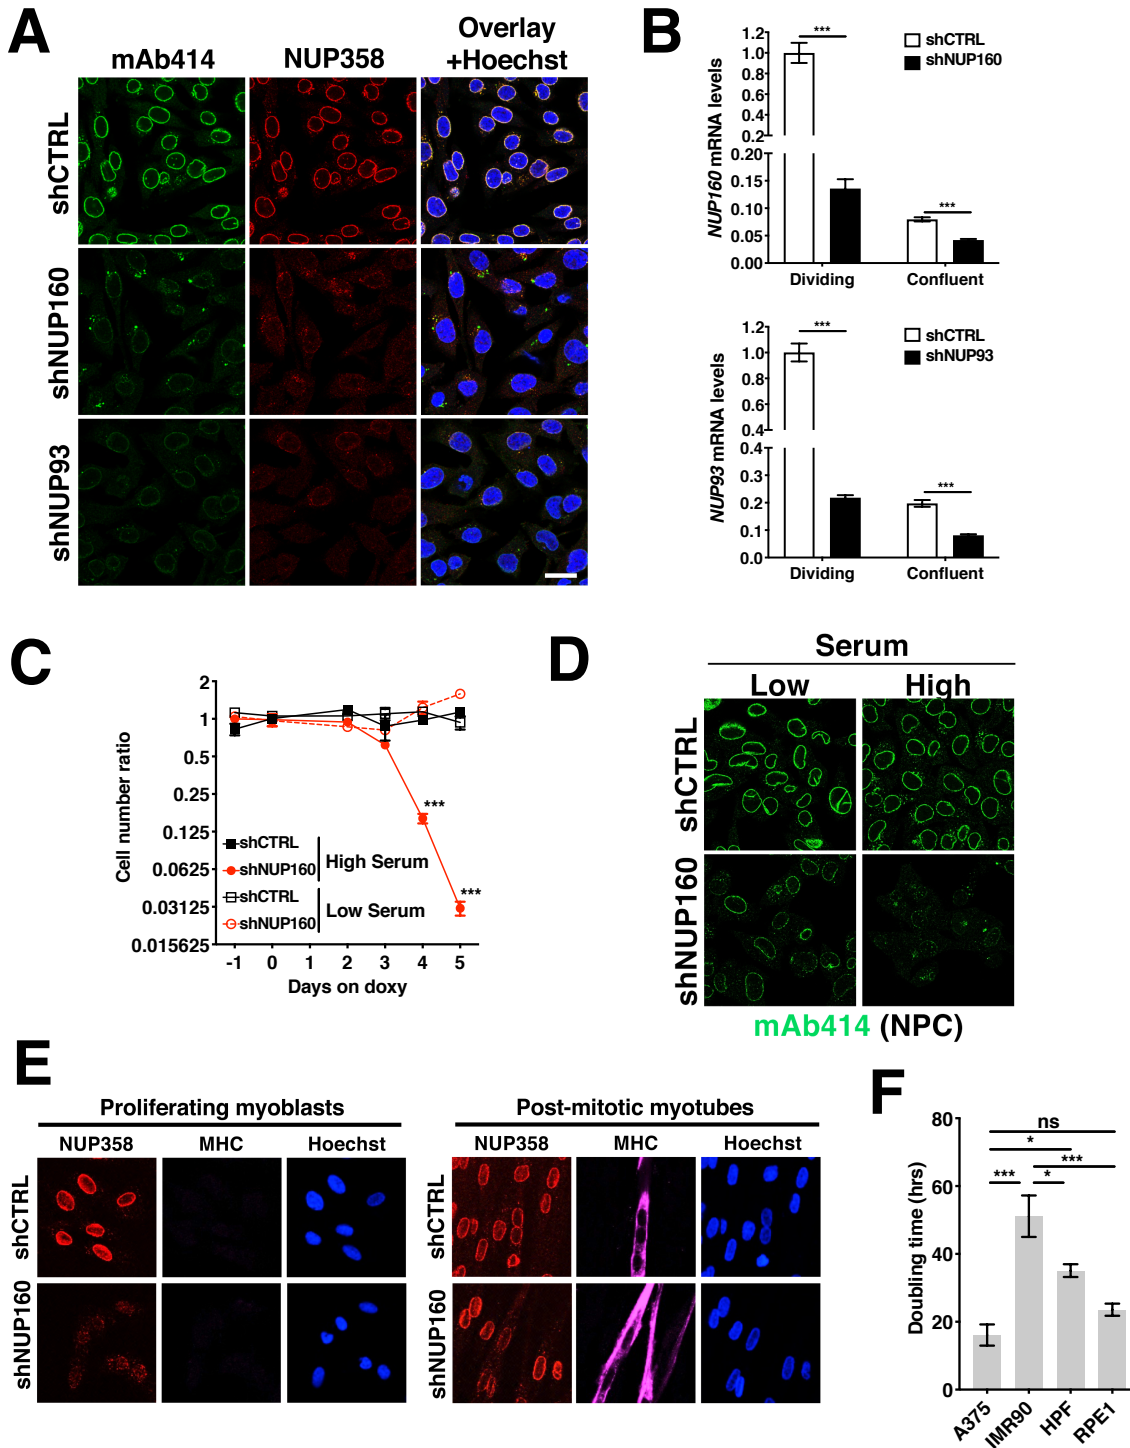 A
mAb414
NUP358
Overlay
+Hoechst
shCTRL
shNUP160
shNUP93
B
NUP160 mRNA levels
1.2
1.0
0.8
0.6
0.4
0.2
0.20
0.15
0.10
0.05
0.00
***
***
shCTRL
shNUP160
Dividing
Confluent
NUP93 mRNA levels
1.2
1.0
0.8
0.6
0.4
0.4
0.3
0.2
0.1
0.0
***
***
shCTRL
shNUP93
Dividing
Confluent
C
Cell number ratio
2
1
0.5
0.25
0.125
0.0625
0.03125
0.015625
***
***
shCTRL
shNUP160
High Serum
shCTRL
shNUP160
Low Serum
-1 0 1 2 3 4 5
Days on doxy
D
Serum
Low
High
shCTRL
shNUP160
mAb414 (NPC)
E
Proliferating myoblasts
NUP358
MHC
Hoechst
shCTRL
shNUP160
Post-mitotic myotubes
NUP358
MHC
Hoechst
shCTRL
shNUP160
F
Doubling time (hrs)
80
60
40
20
0
ns
*
***
*** *
A375
IMR90
HPF
RPE1